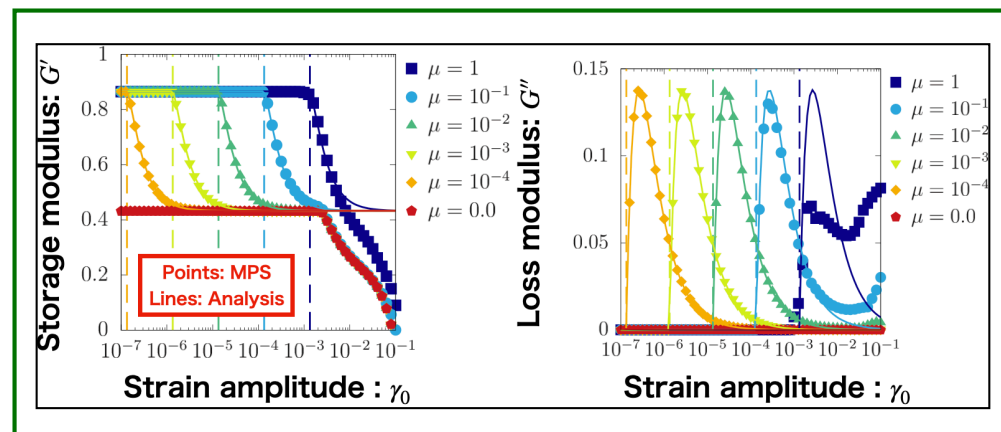 Storage modulus: G′
1
0.8
0.6
0.4
0.2
0
10⁻⁷ 10⁻⁶ 10⁻⁵ 10⁻⁴ 10⁻³ 10⁻² 10⁻¹
Strain amplitude : γ₀
Points: MPS
Lines: Analysis
μ = 1
μ = 10⁻¹
μ = 10⁻²
μ = 10⁻³
μ = 10⁻⁴
μ = 0.0
Loss modulus: G″
0.15
0.1
0.05
0
10⁻⁷ 10⁻⁶ 10⁻⁵ 10⁻⁴ 10⁻³ 10⁻² 10⁻¹
Strain amplitude : γ₀
μ = 1
μ = 10⁻¹
μ = 10⁻²
μ = 10⁻³
μ = 10⁻⁴
μ = 0.0